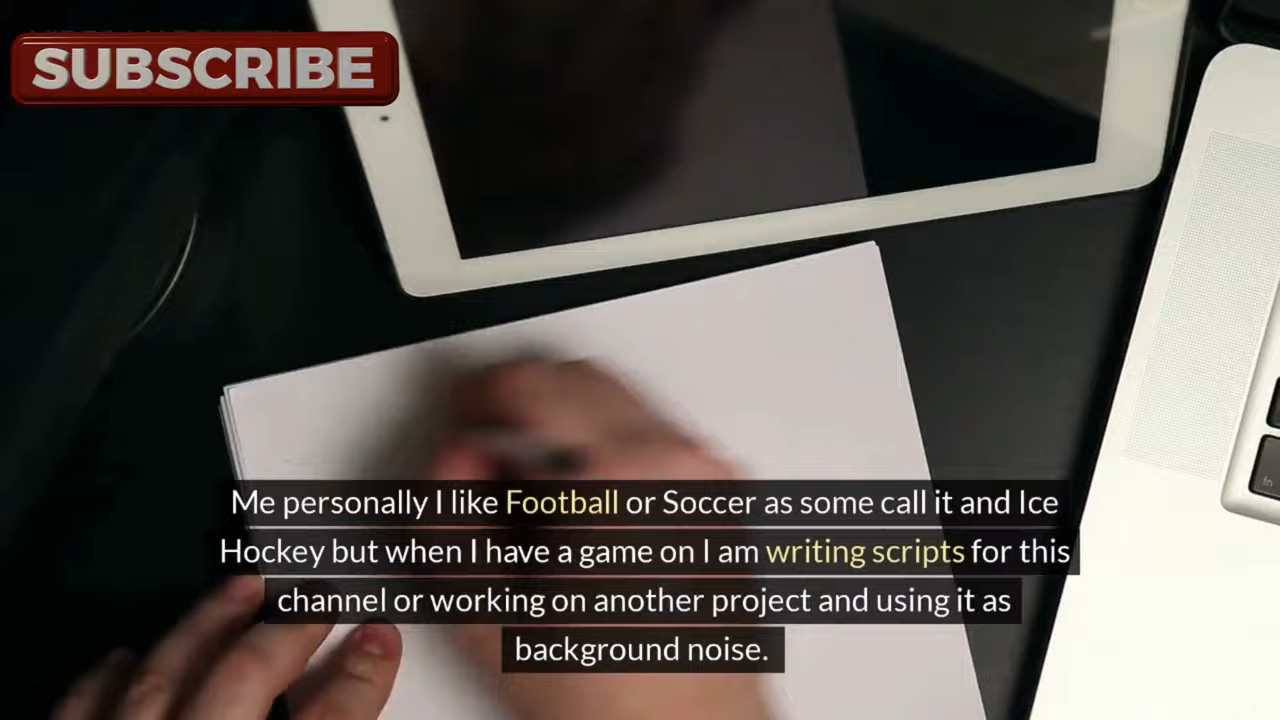 SUBSCRIBE
Me personally I like Football or Soccer as some call it and Ice
Hockey but when I have a game on I am writing scripts for this
channel or working on another project and using it as
background noise.
fn